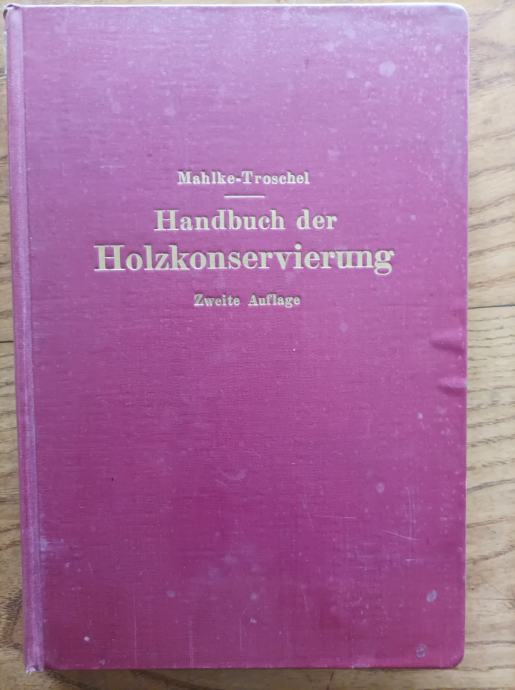 Mahlke-Troschel
Handbuch der
Holzkonservierung
Zweite Auflage